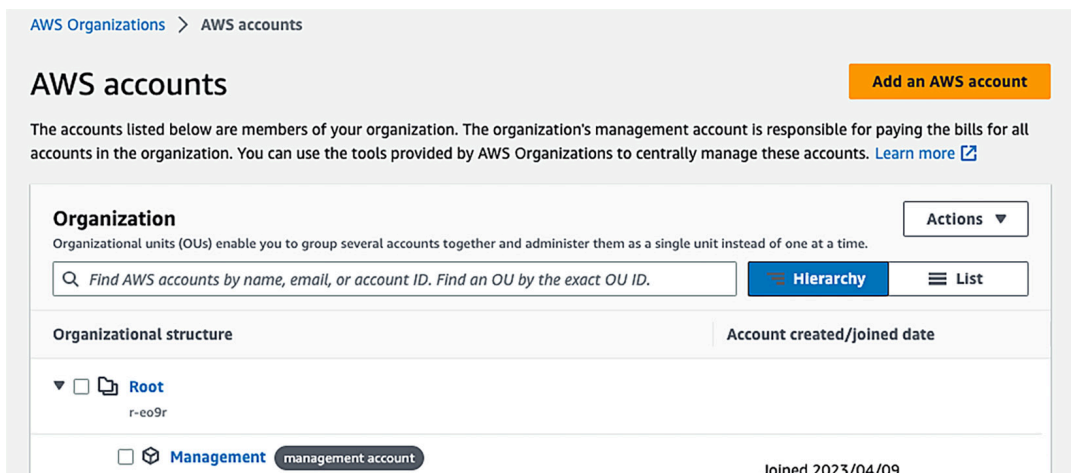 AWS Organizations > AWS accounts
AWS accounts
Add an AWS account
The accounts listed below are members of your organization. The organization's management account is responsible for paying the bills for all
accounts in the organization. You can use the tools provided by AWS Organizations to centrally manage these accounts. Learn more
Organization
Actions
Organizational units (OUs) enable you to group several accounts together and administer them as a single unit instead of one at a time.
Find AWS accounts by name, email, or account ID. Find an OU by the exact OU ID.
Hierarchy
List
Organizational structure
Account created/joined date
Root
r-eo9r
Management management account
Joined 2023/04/09